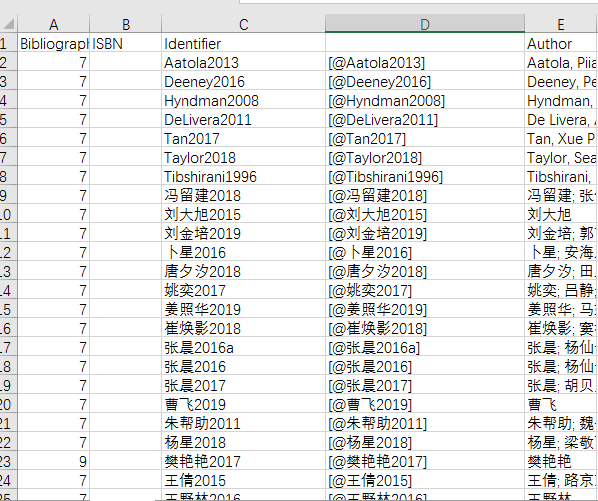 A B C D E
1 Bibliograph ISBN Identifier Author
2 7 Aatola2013 [@Aatola2013] Aatola, Piia
3 7 Deeney2016 [@Deeney2016] Deeney, Pe
4 7 Hyndman2008 [@Hyndman2008] Hyndman,
5 7 DeLivera2011 [@DeLivera2011] De Livera, A
6 7 Tan2017 [@Tan2017] Tan, Xue P
7 7 Taylor2018 [@Taylor2018] Taylor, Sea
8 7 Tibshirani1996 [@Tibshirani1996] Tibshirani,
9 7 冯留建2018 [@冯留建2018] 冯留建; 张
10 7 刘大旭2015 [@刘大旭2015] 刘大旭
11 7 刘金培2019 [@刘金培2019] 刘金培; 郭
12 7 卜星2016 [@卜星2016] 卜星; 安海
13 7 唐夕汐2018 [@唐夕汐2018] 唐夕汐; 田
14 7 姚奕2017 [@姚奕2017] 姚奕; 吕静;
15 7 姜照华2019 [@姜照华2019] 姜照华; 马
16 7 崔焕影2018 [@崔焕影2018] 崔焕影; 窦
17 7 张晨2016a [@张晨2016a] 张晨; 杨仙
18 7 张晨2016 [@张晨2016] 张晨; 杨仙
19 7 张晨2017 [@张晨2017] 张晨; 胡贝
20 7 曹飞2019 [@曹飞2019] 曹飞
21 7 朱帮助2011 [@朱帮助2011] 朱帮助; 魏
22 7 杨星2018 [@杨星2018] 杨星; 梁敬
23 9 樊艳艳2017 [@樊艳艳2017] 樊艳艳
24 7 王倩2015 [@王倩2015] 王倩; 路京
7 王野林2016 [@王野林2016]